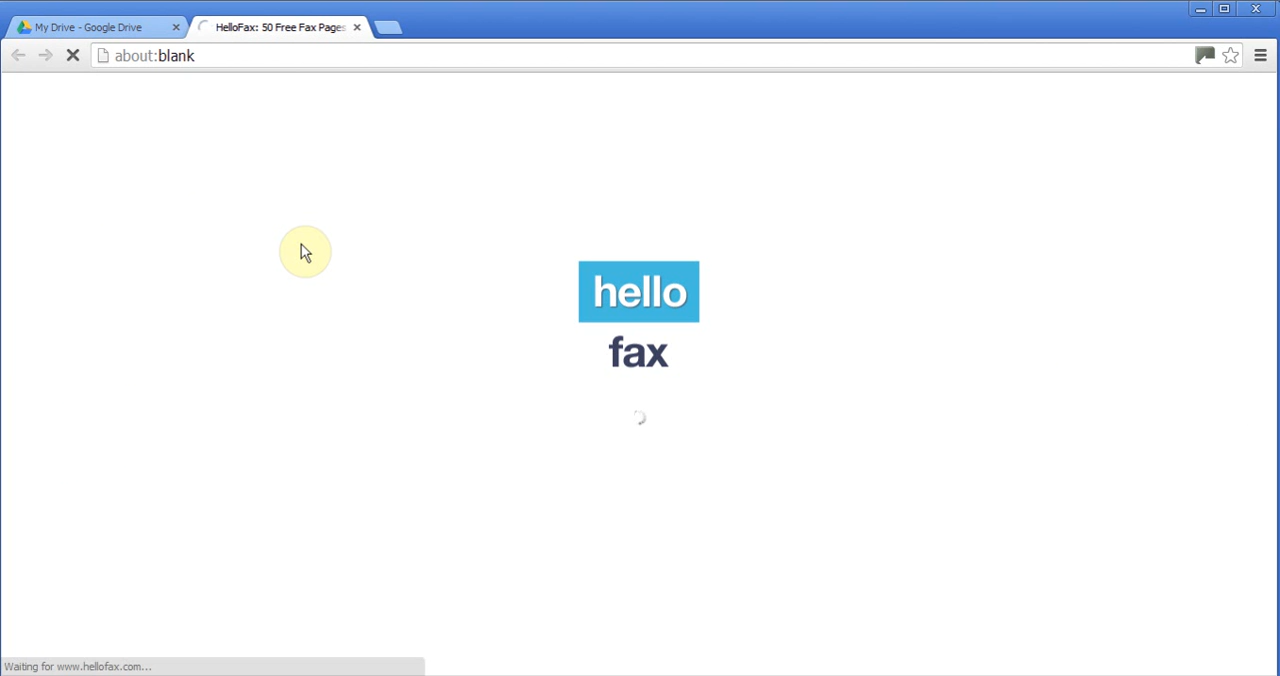 My Drive - Google Drive
HelloFax: 50 Free Fax Pages
about:blank
hello
fax
Waiting for www.hellofax.com...